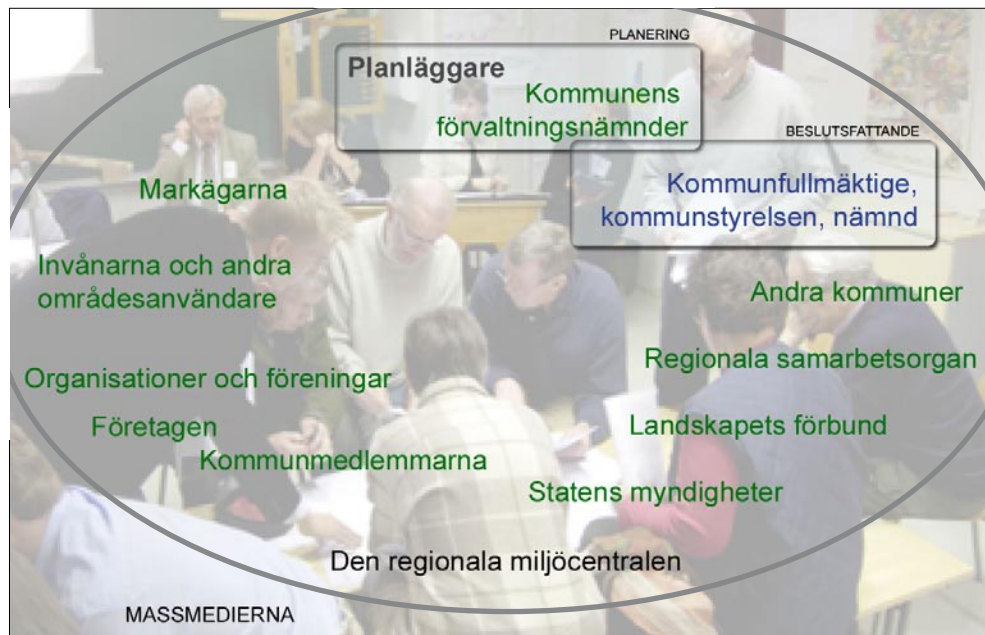 PLANERING
Planläggare
Kommunens
förvaltningsnämnder
BESLUTSFATTANDE
Kommunfullmäktige,
kommunstyrelsen, nämnd
Markägarna
Invånarna och andra
områdesanvändare
Andra kommuner
Regionala samarbetsorgan
Organisationer och föreningar
Företagen
Landskapets förbund
Kommunmedlemmarna
Statens myndigheter
Den regionala miljöcentralen
MASSMEDIERNA